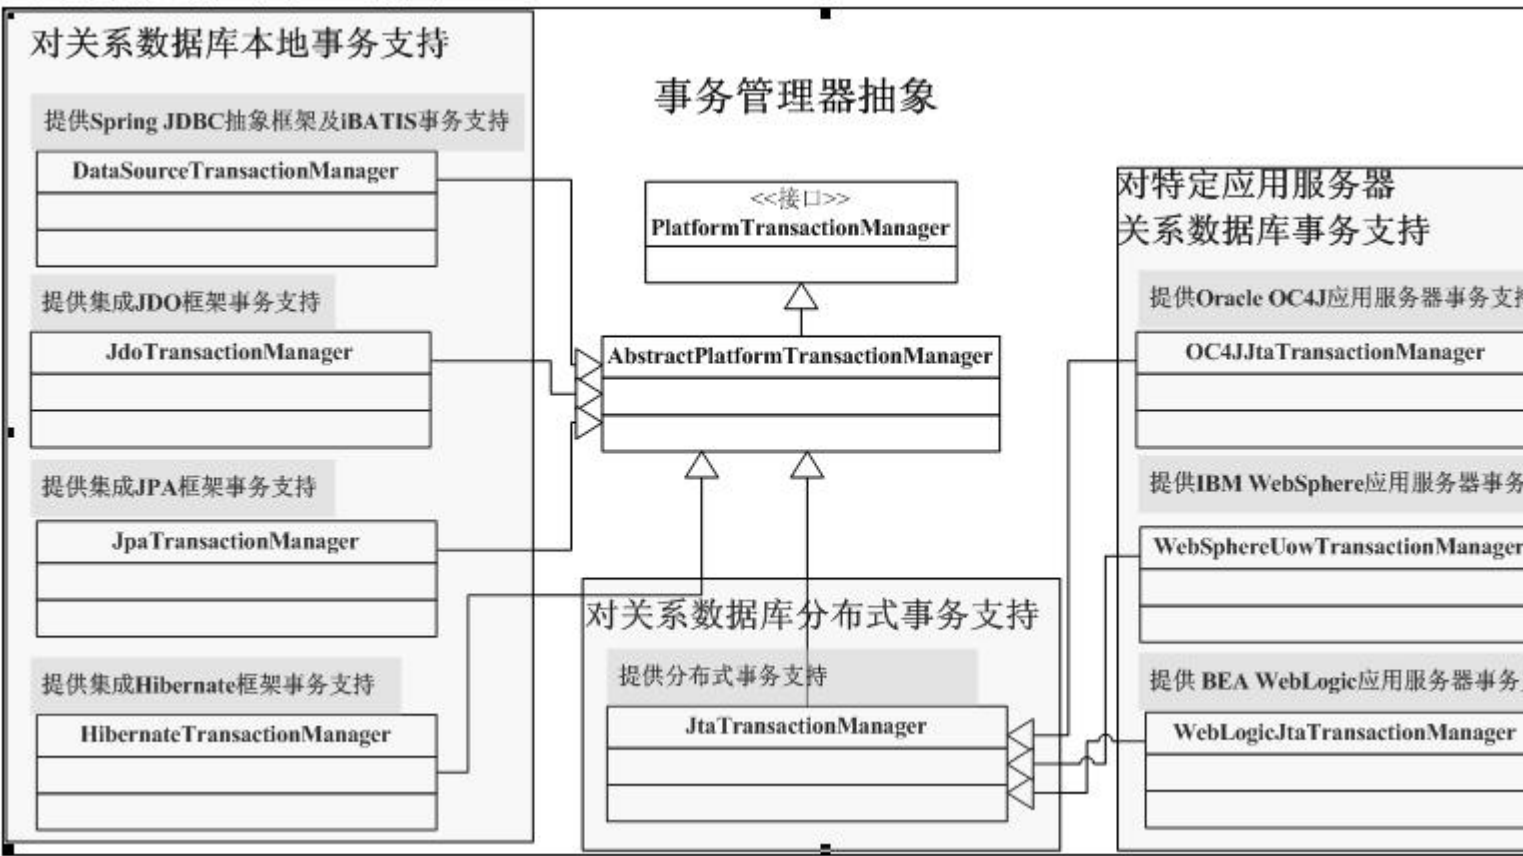 对关系数据库本地事务支持
提供Spring JDBC抽象框架及iBATIS事务支持
DataSourceTransactionManager
提供集成JDO框架事务支持
JdoTransactionManager
提供集成JPA框架事务支持
JpaTransactionManager
提供集成Hibernate框架事务支持
HibernateTransactionManager
事务管理器抽象
<<接口>>
PlatformTransactionManager
AbstractPlatformTransactionManager
对关系数据库分布式事务支持
提供分布式事务支持
JtaTransactionManager
对特定应用服务器
关系数据库事务支持
提供Oracle OC4J应用服务器事务支持
OC4JJtaTransactionManager
提供IBM WebSphere应用服务器事务
WebSphereUowTransactionManager
提供 BEA WebLogic应用服务器事务
WebLogicJtaTransactionManager